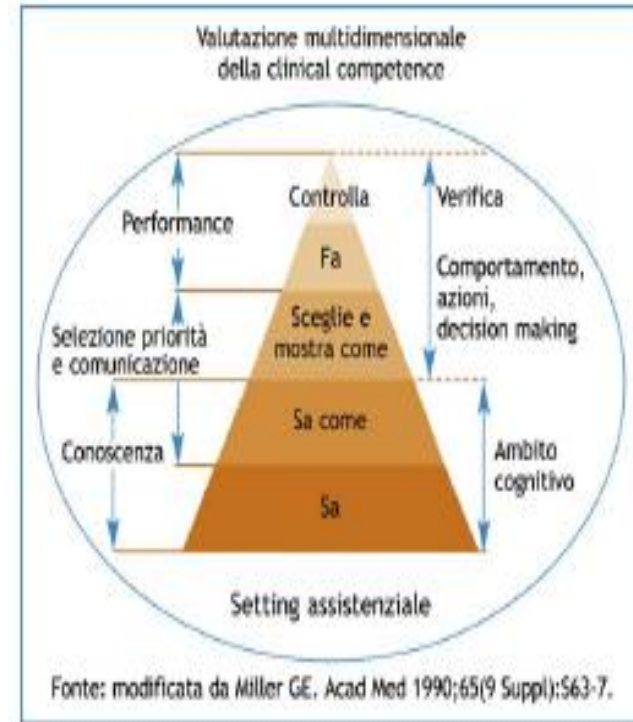 Valutazione multidimensionale
della clinical competence
Controlla
Verifica
Performance
Fa
Comportamento,
azioni,
decision making
Sceglie e
mostra come
Selezione priorità
e comunicazione
Sa come
Conoscenza
Ambito
cognitivo
Sa
Setting assistenziale
Fonte: modificata da Miller GE. Acad Med 1990;65(9 Suppl):S63-7.